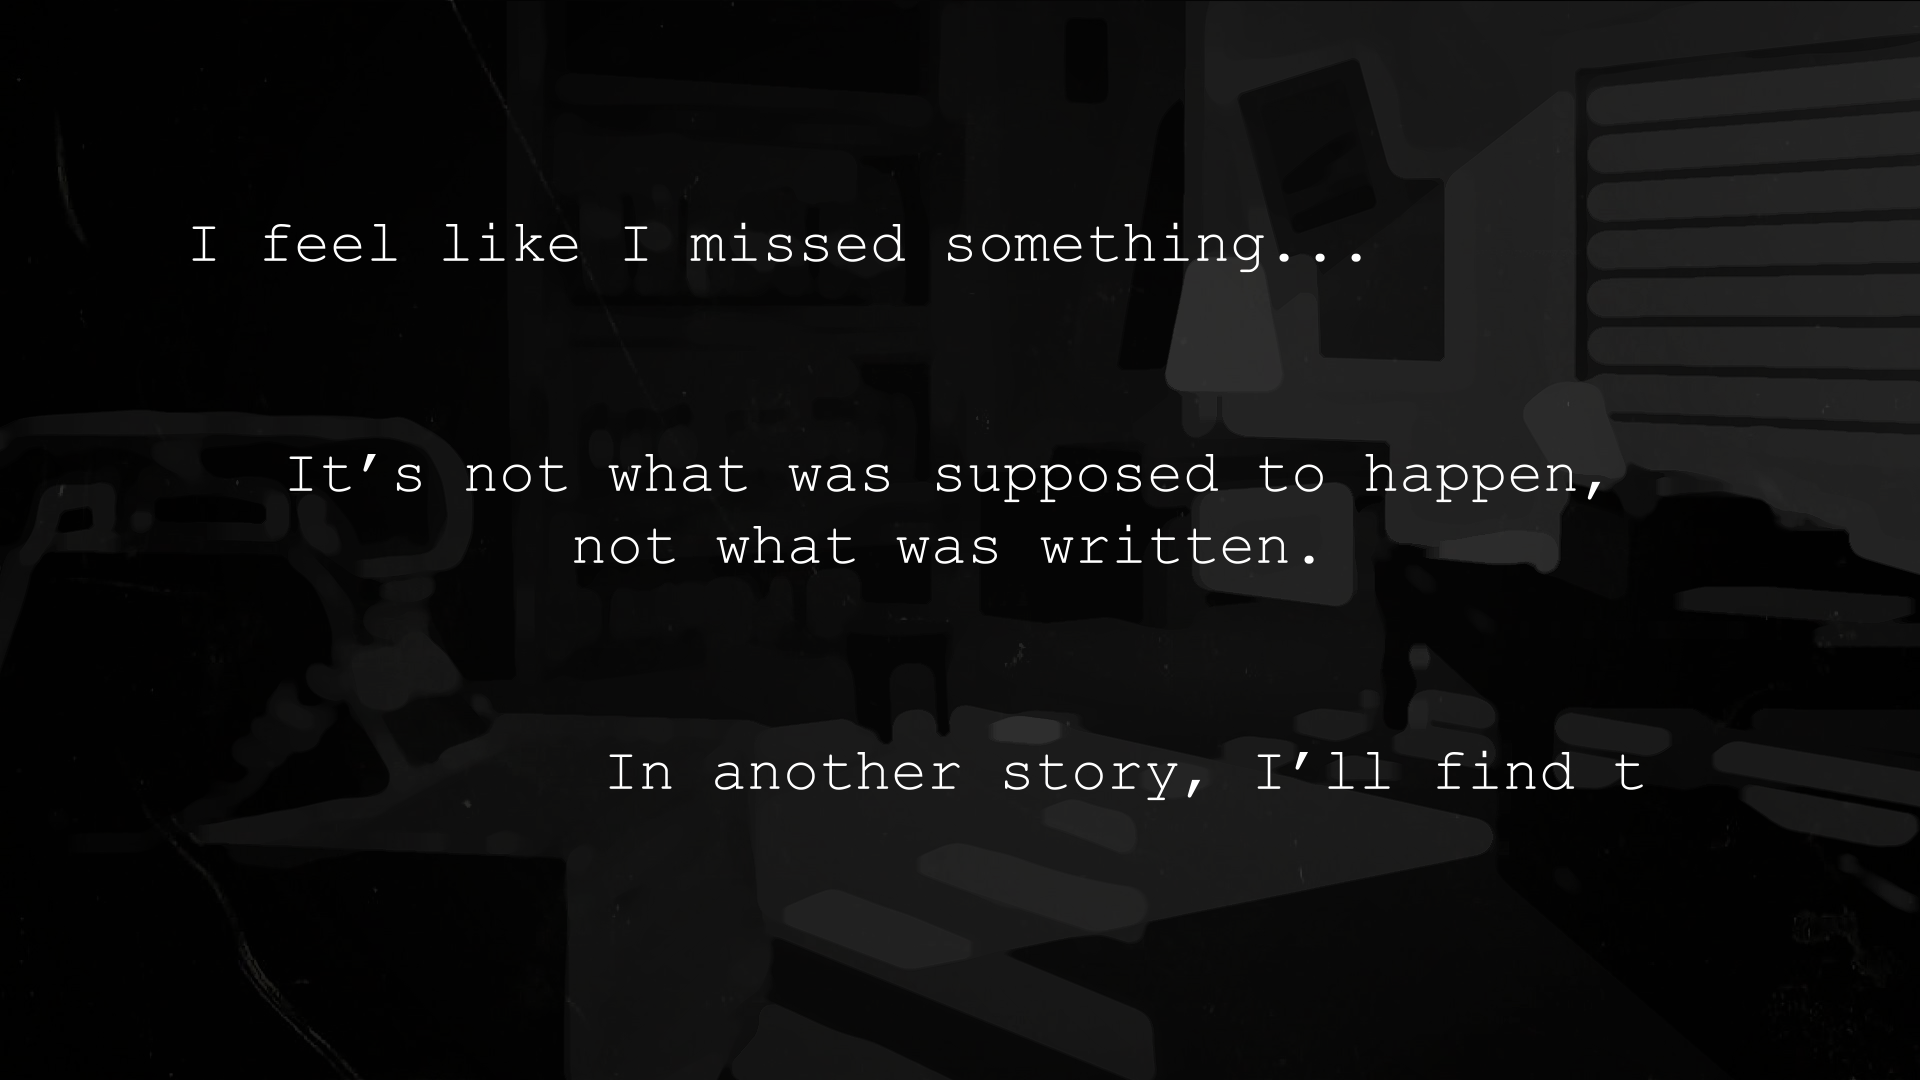 I feel like I missed something...
It’s not what was supposed to happen,
not what was written.
In another story, I’ll find t